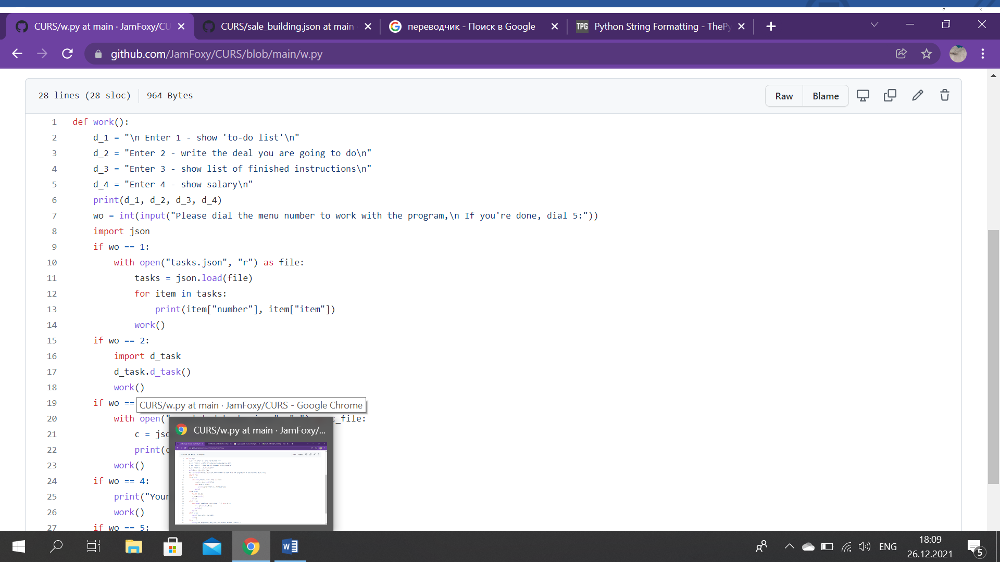 CURS/w.py at main · JamFoxy/CU
CURS/sale_building.json at main
переводчик - Поиск в Google
TPG Python String Formatting - ThePy
github.com/JamFoxy/CURS/blob/main/w.py
28 lines (28 sloc) 964 Bytes
Raw Blame
1 def work():
2 d_1 = "\n Enter 1 - show 'to-do list'\n"
3 d_2 = "Enter 2 - write the deal you are going to do\n"
4 d_3 = "Enter 3 - show list of finished instructions\n"
5 d_4 = "Enter 4 - show salary\n"
6 print(d_1, d_2, d_3, d_4)
7 wo = int(input("Please dial the menu number to work with the program,\n If you're done, dial 5:"))
8 import json
9 if wo == 1:
10 with open("tasks.json", "r") as file:
11 tasks = json.load(file)
12 for item in tasks:
13 print(item["number"], item["item"])
14 work()
15 if wo == 2:
16 import d_task
17 d_task.d_task()
18 work()
19 if wo ==
CURS/w.py at main · JamFoxy/CURS - Google Chrome
20 with open(" _file:
CURS/w.py at main · JamFoxy/...
21 c = jso
22 print(c
23 work()
24 if wo == 4:
25 print("Your
26 work()
27 if wo == 5:
W
ENG
18:09
26.12.2021
5